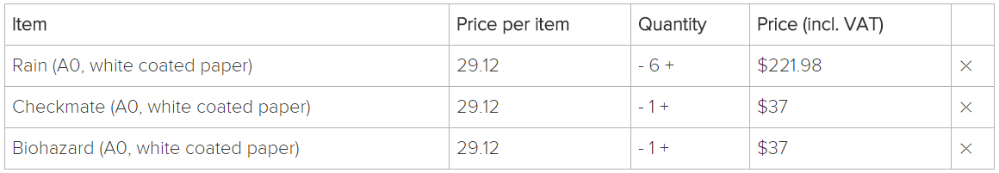 Item Price per item Quantity Price (incl. VAT)
Rain (A0, white coated paper) 29.12 - 6 + $221.98 ×
Checkmate (A0, white coated paper) 29.12 - 1 + $37 ×
Biohazard (A0, white coated paper) 29.12 - 1 + $37 ×